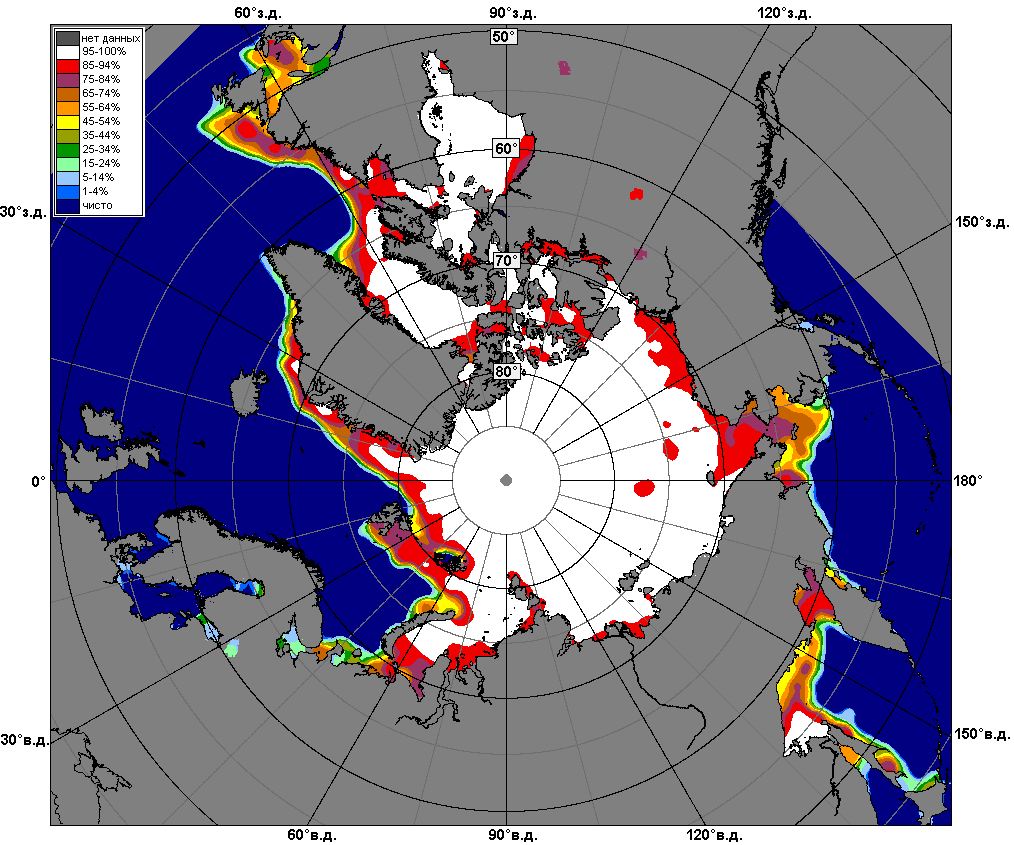 60°з.д.
90°з.д.
120°з.д.
50°
нет данных
95-100%
85-94%
75-84%
65-74%
55-64%
45-54%
35-44%
25-34%
15-24%
5-14%
1-4%
чисто
60°
30°з.д.
150°з.д.
70°
80°
0°
180°
30°в.д.
150°в.д.
60°в.д.
90°в.д.
120°в.д.